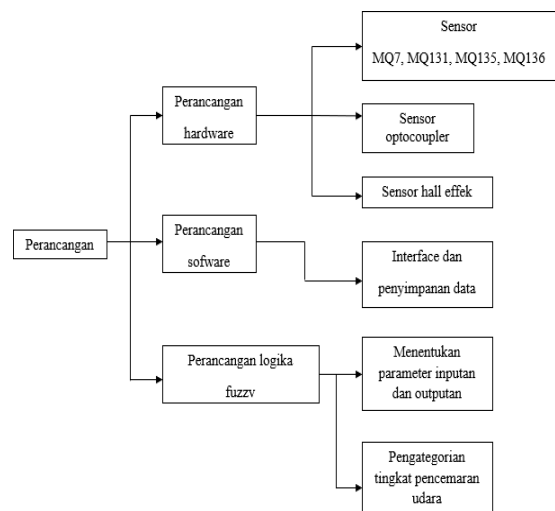 Sensor
MQ7, MQ131, MQ135, MQ136
Perancangan
hardware
Sensor
optocoupler
Sensor hall effek
Perancangan
Perancangan
sofware
Interface dan
penyimpanan data
Perancangan logika
fuzzv
Menentukan
parameter inputan
dan outputan
Pengategorian
tingkat pencemaran
udara